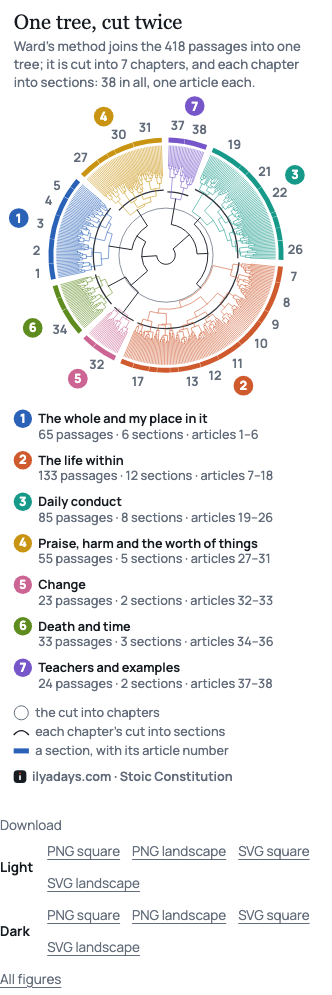 One tree, cut twice
Ward's method joins the 418 passages into one
tree; it is cut into 7 chapters, and each chapter
into sections: 38 in all, one article each.
7
4
31
37
38
30
19
27
21
3
5
22
4
1
3
2
26
1
7
8
6
34
9
10
32
11
5
17
13
12
2
1 The whole and my place in it
65 passages · 6 sections · articles 1–6
2 The life within
133 passages · 12 sections · articles 7–18
3 Daily conduct
85 passages · 8 sections · articles 19–26
4 Praise, harm and the worth of things
55 passages · 5 sections · articles 27–31
5 Change
23 passages · 2 sections · articles 32–33
6 Death and time
33 passages · 3 sections · articles 34–36
7 Teachers and examples
24 passages · 2 sections · articles 37–38
the cut into chapters
each chapter's cut into sections
a section, with its article number
i ilyadays.com · Stoic Constitution
Download
Light
PNG square PNG landscape SVG square
SVG landscape
Dark
PNG square PNG landscape SVG square
SVG landscape
All figures